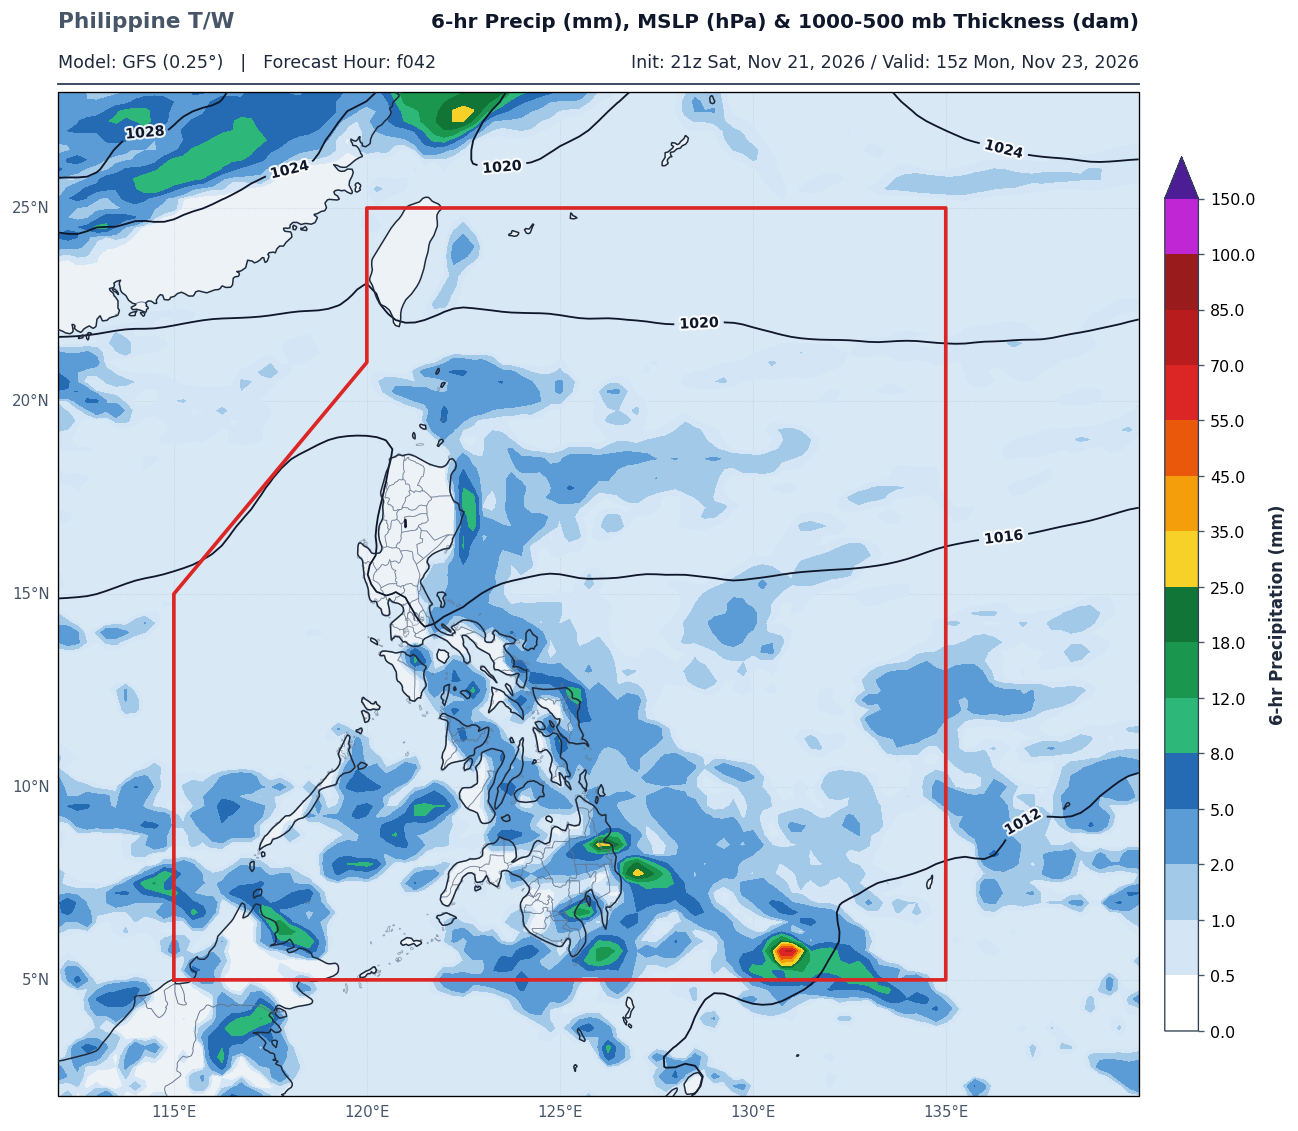 Philippine T/W
6-hr Precip (mm), MSLP (hPa) & 1000-500 mb Thickness (dam)
Model: GFS (0.25°) | Forecast Hour: f042
Init: 21z Sat, Nov 21, 2026 / Valid: 15z Mon, Nov 23, 2026
1028
1024
1020
1024
25°N
1020
20°N
1016
15°N
10°N
1012
5°N
115°E
120°E
125°E
130°E
135°E
150.0
100.0
85.0
70.0
55.0
45.0
35.0
25.0
18.0
12.0
8.0
5.0
2.0
1.0
0.5
0.0
6-hr Precipitation (mm)